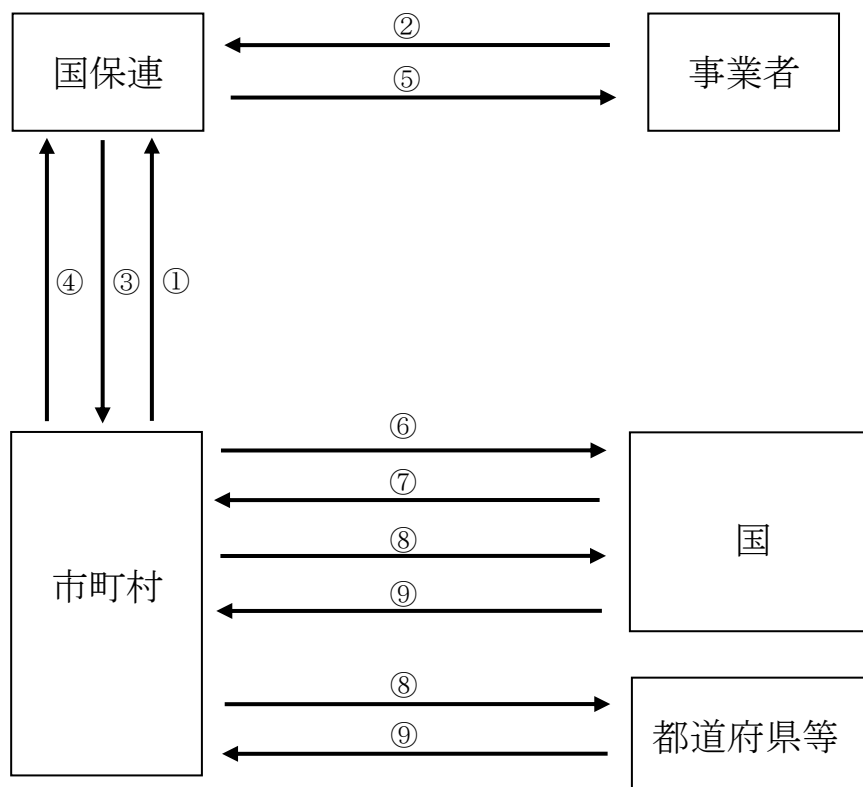 国保連
②
⑤
事業者
④
③
①
市町村
⑥
⑦
⑧
⑨
国
⑧
⑨
都道府県等